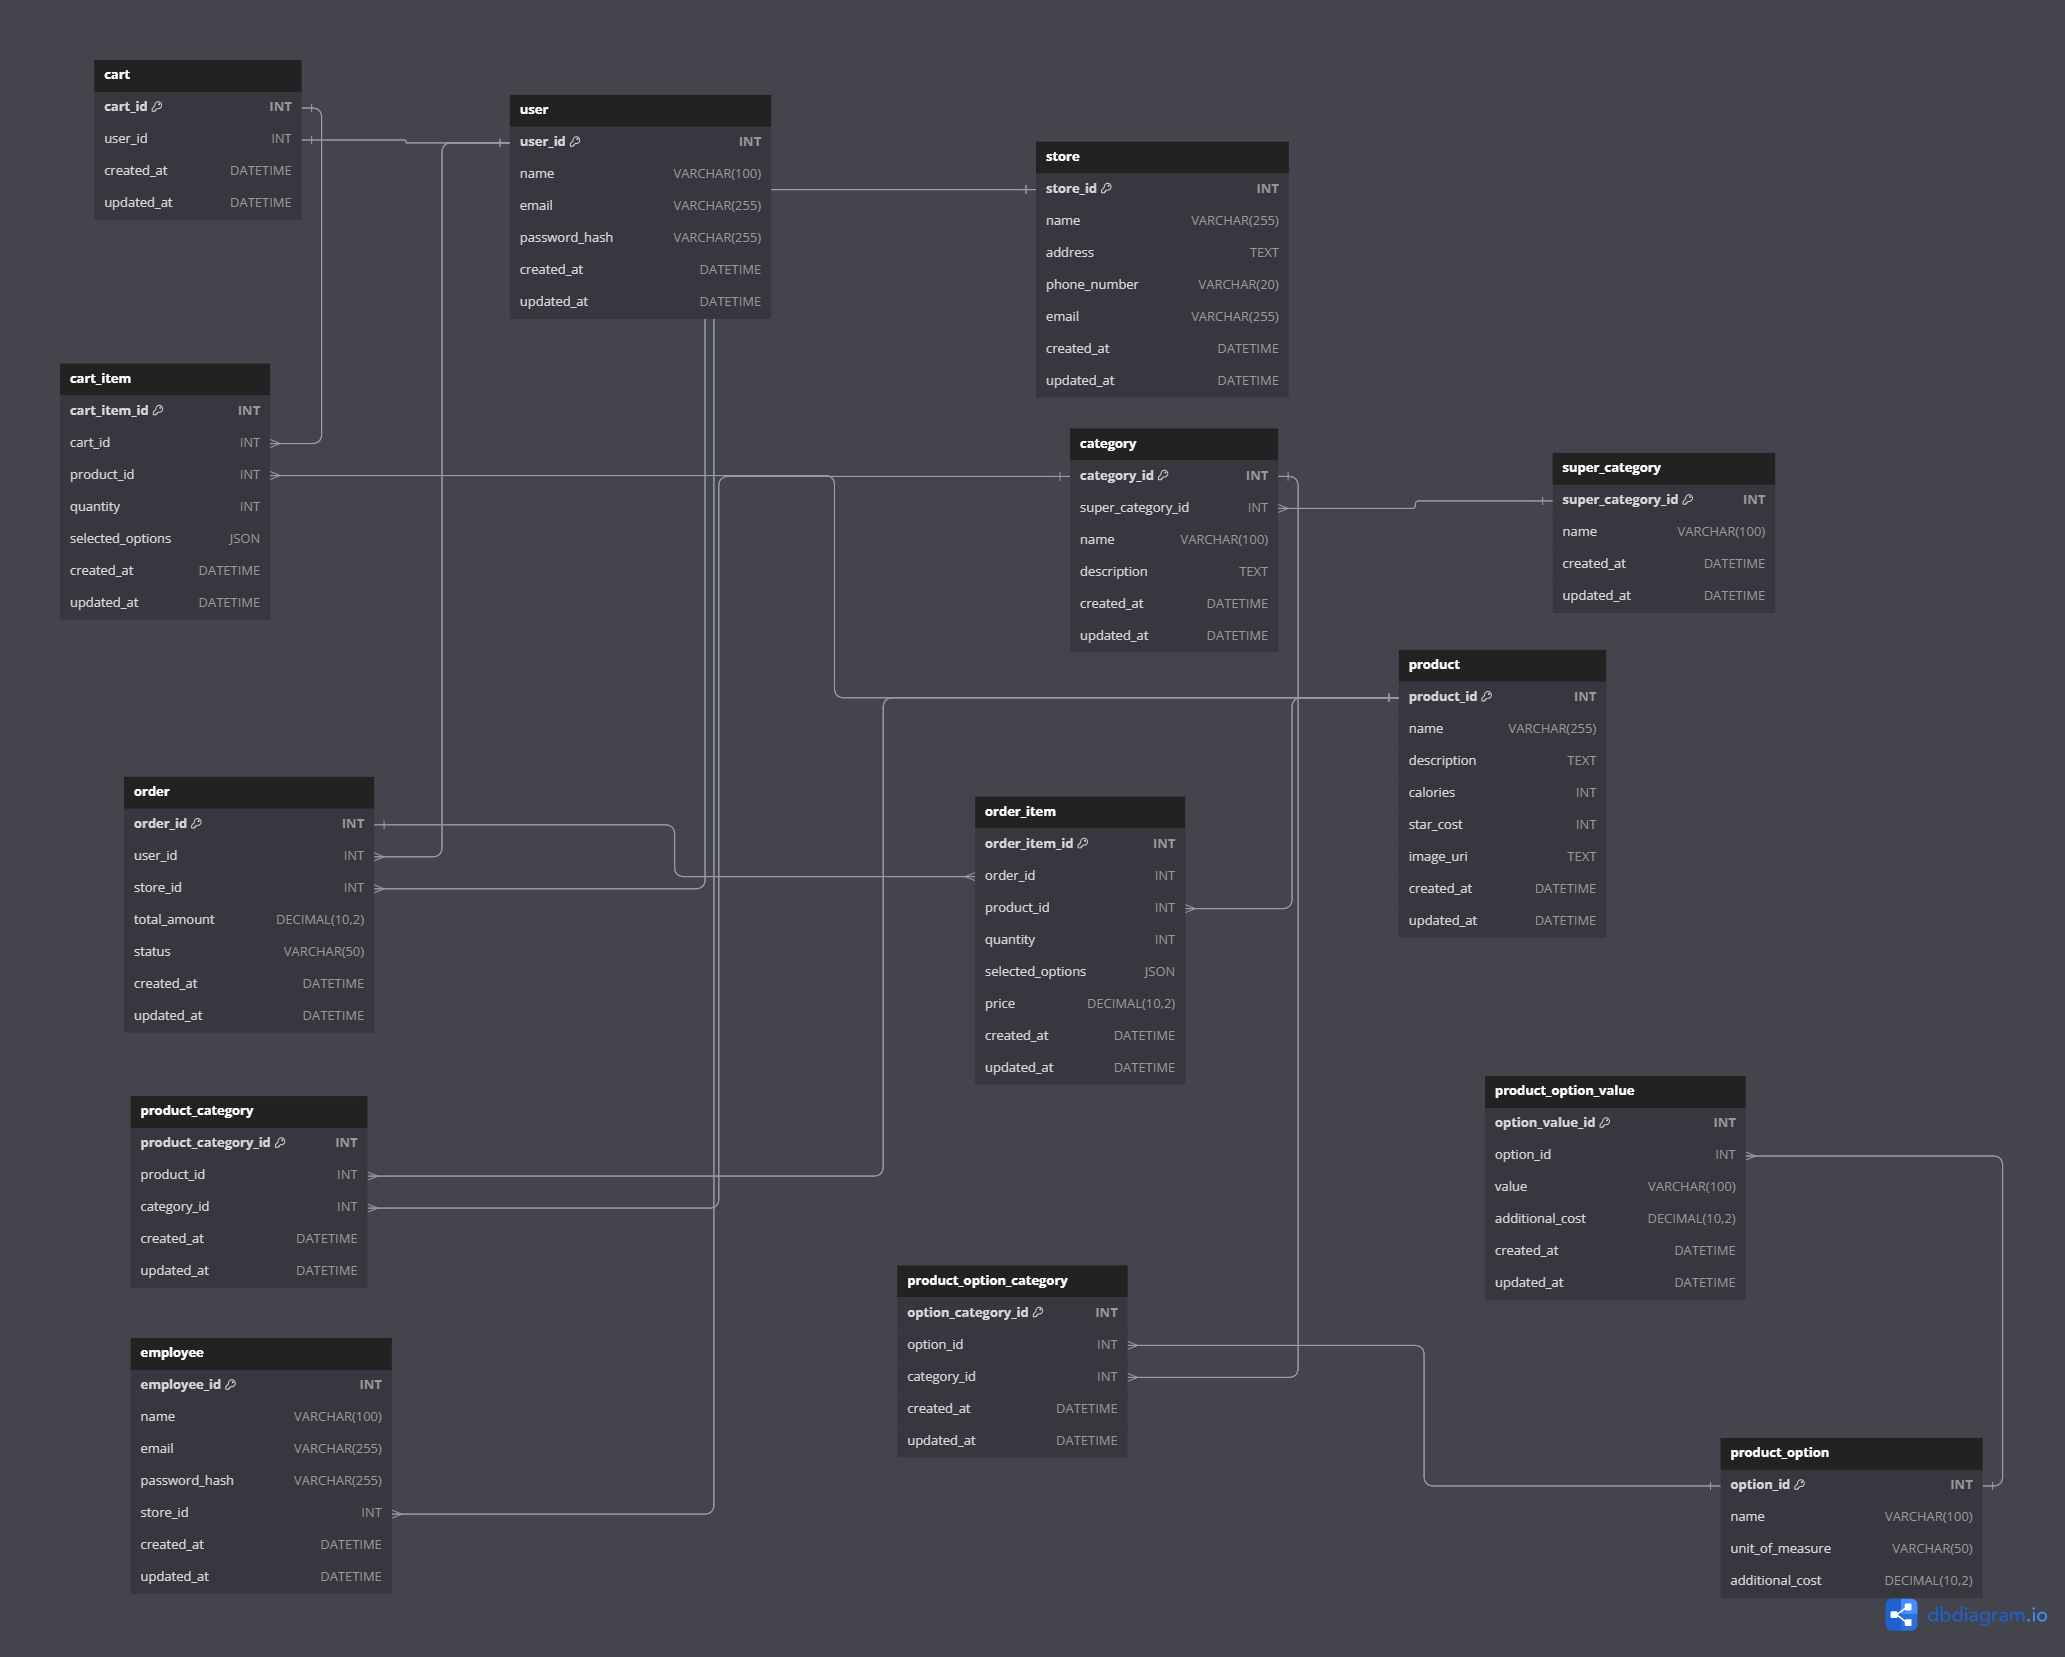 cart
cart_id INT
user_id INT
created_at DATETIME
updated_at DATETIME
user
user_id INT
name VARCHAR(100)
email VARCHAR(255)
password_hash VARCHAR(255)
created_at DATETIME
updated_at DATETIME
store
store_id INT
name VARCHAR(255)
address TEXT
phone_number VARCHAR(20)
email VARCHAR(255)
created_at DATETIME
updated_at DATETIME
cart_item
cart_item_id INT
cart_id INT
product_id INT
quantity INT
selected_options JSON
created_at DATETIME
updated_at DATETIME
category
category_id INT
super_category_id INT
name VARCHAR(100)
description TEXT
created_at DATETIME
updated_at DATETIME
super_category
super_category_id INT
name VARCHAR(100)
created_at DATETIME
updated_at DATETIME
product
product_id INT
name VARCHAR(255)
description TEXT
calories INT
star_cost INT
image_uri TEXT
created_at DATETIME
updated_at DATETIME
order
order_id INT
user_id INT
store_id INT
total_amount DECIMAL(10,2)
status VARCHAR(50)
created_at DATETIME
updated_at DATETIME
order_item
order_item_id INT
order_id INT
product_id INT
quantity INT
selected_options JSON
price DECIMAL(10,2)
created_at DATETIME
updated_at DATETIME
product_category
product_category_id INT
product_id INT
category_id INT
created_at DATETIME
updated_at DATETIME
product_option_value
option_value_id INT
option_id INT
value VARCHAR(100)
additional_cost DECIMAL(10,2)
created_at DATETIME
updated_at DATETIME
product_option_category
option_category_id INT
option_id INT
category_id INT
created_at DATETIME
updated_at DATETIME
employee
employee_id INT
name VARCHAR(100)
email VARCHAR(255)
password_hash VARCHAR(255)
store_id INT
created_at DATETIME
updated_at DATETIME
product_option
option_id INT
name VARCHAR(100)
unit_of_measure VARCHAR(50)
additional_cost DECIMAL(10,2)
dbdiagram.io